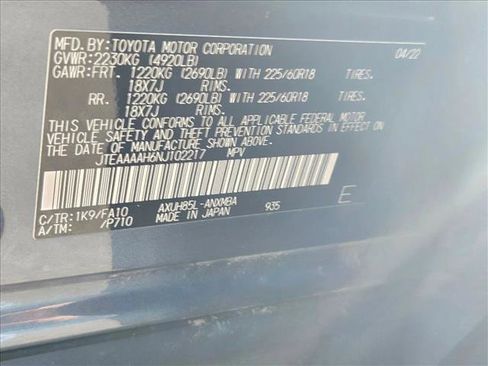 MFD. BY: TOYOTA MOTOR CORPORATION 04/22
GVWR: 2230KG (4920LB)
GAWR: FRT. 1220KG (2690LB) WITH 225/60R18 TIRES.
18X7J RIMS.
RR. 1220KG (2690LB) WITH 225/60R18 TIRES.
18X7J RIMS.
THIS VEHICLE CONFORMS TO ALL APPLICABLE FEDERAL MOTOR
VEHICLE SAFETY AND THEFT PREVENTION STANDARDS IN EFFECT ON
THE DATE OF MANUFACTURE SHOWN ABOVE.
JTEAAAAH6NJ102217 MPV
C/TR: 1K9/FA10 AXUH85L-ANXMBA 935 E
A/TM: /P710 MADE IN JAPAN